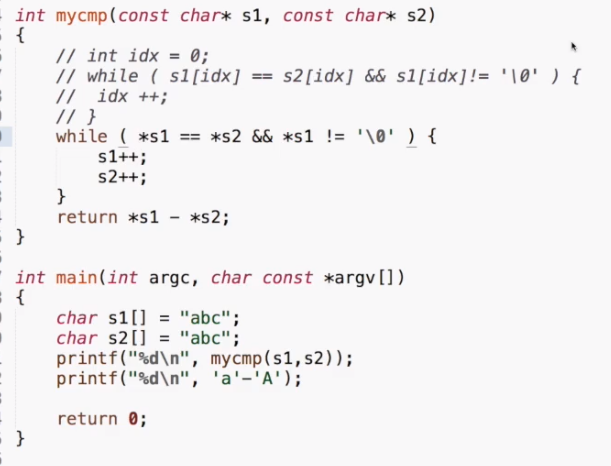 int mycmp(const char* s1, const char* s2)
{
    // int idx = 0;
    // while ( s1[idx] == s2[idx] && s1[idx]!= '\0' ) {
    //  idx ++;
    // }
    while ( *s1 == *s2 && *s1 != '\0' ) {
        s1++;
        s2++;
    }
    return *s1 - *s2;
}
int main(int argc, char const *argv[])
{
    char s1[] = "abc";
    char s2[] = "abc";
    printf("%d\n", mycmp(s1,s2));
    printf("%d\n", 'a'-'A');
    return 0;
}